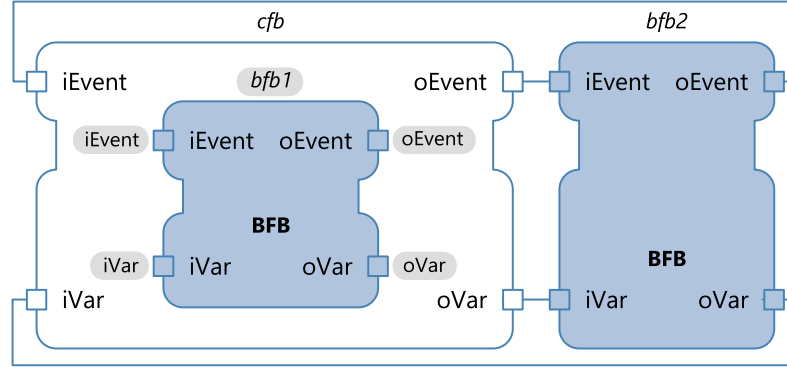 cfb
bfb2
iEvent
bfb1
oEvent
iEvent oEvent
iEvent
iEvent oEvent
oEvent
BFB
BFB
iVar
iVar oVar
oVar
iVar
oVar
iVar oVar